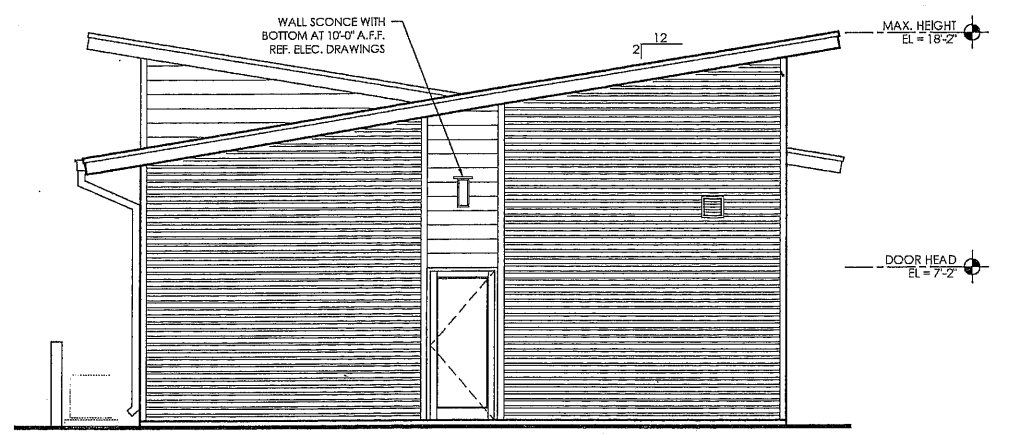 WALL SCONCE WITH
BOTTOM AT 10'-0" A.F.F.
REF. ELEC. DRAWINGS
12
2
MAX. HEIGHT
EL = 18'-2"
DOOR HEAD
EL = 7'-2"